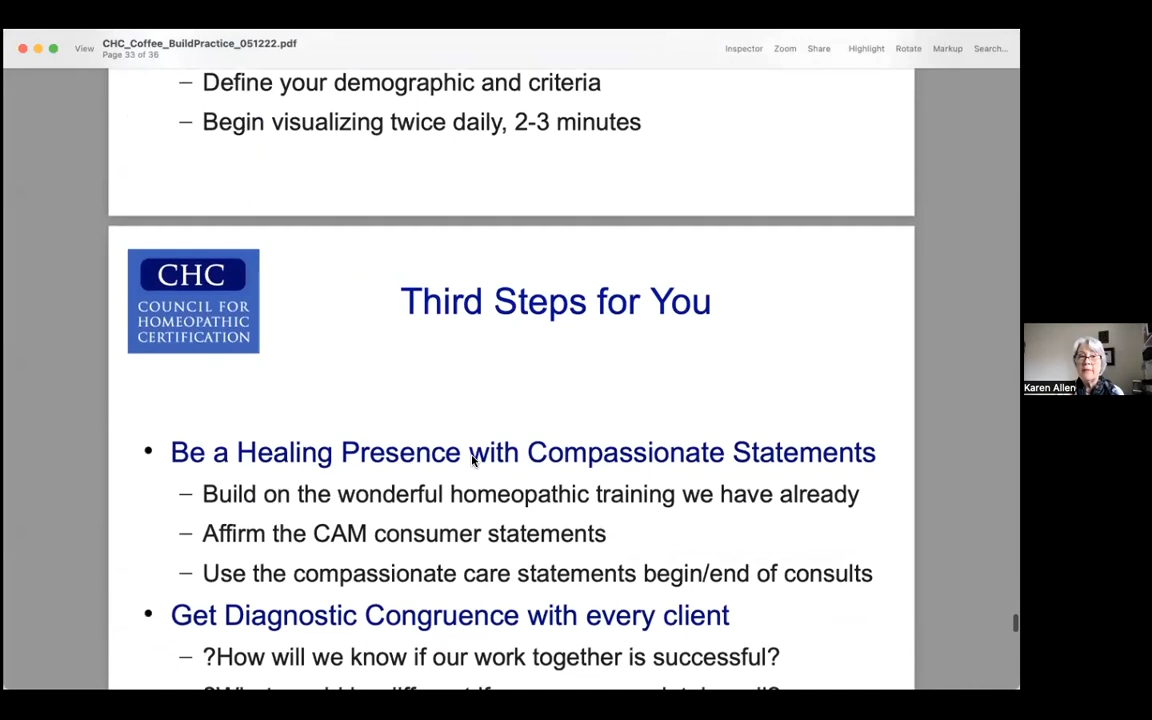 CHC_Coffee_BuildPractice_051222.pdf
View
Page 33 of 36
Inspector Zoom Share Highlight Rotate Markup Search...
– Define your demographic and criteria
– Begin visualizing twice daily, 2-3 minutes
CHC
COUNCIL FOR
HOMEOPATHIC
CERTIFICATION
Third Steps for You
• Be a Healing Presence with Compassionate Statements
– Build on the wonderful homeopathic training we have already
– Affirm the CAM consumer statements
– Use the compassionate care statements begin/end of consults
• Get Diagnostic Congruence with every client
– ?How will we know if our work together is successful?
Karen Allen